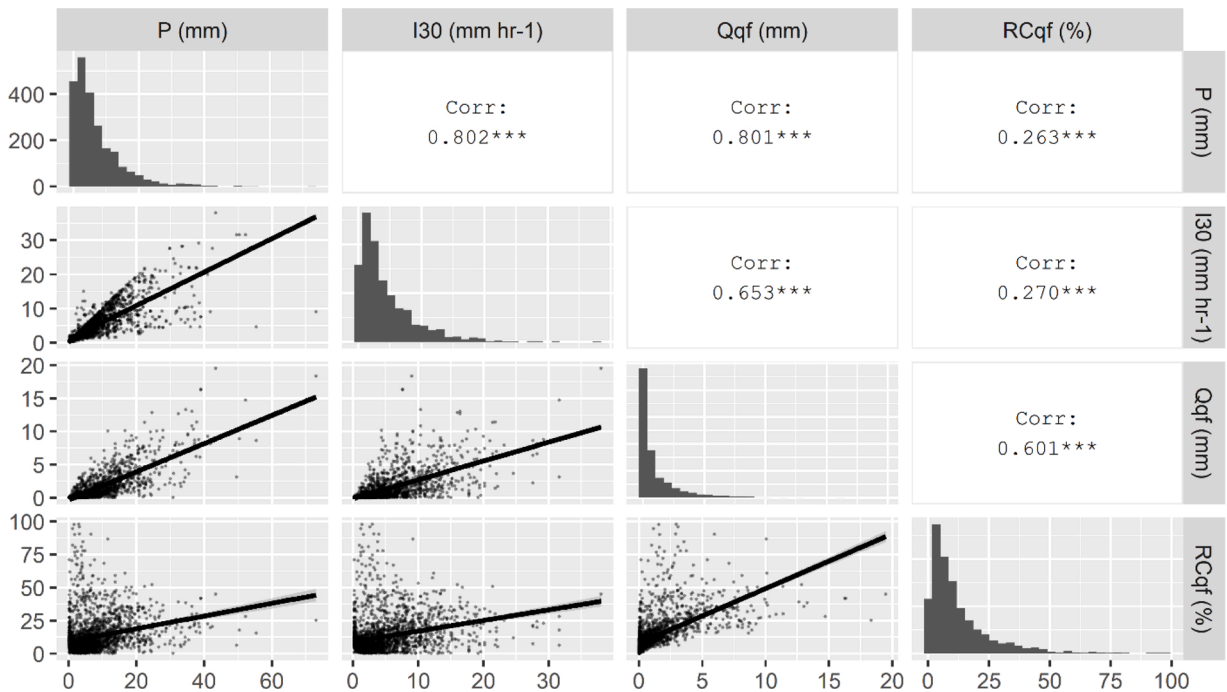 P (mm)
I30 (mm hr-1)
Qqf (mm)
RCqf (%)
400
200
0
Corr:
0.802***
Corr:
0.801***
Corr:
0.263***
P (mm)
30
20
10
0
Corr:
0.653***
Corr:
0.270***
I30 (mm hr-1)
20
15
10
5
0
Corr:
0.601***
Qqf (mm)
100
75
50
25
0
RCqf (%)
0 20 40 60
0 10 20 30
0 5 10 15 20
0 25 50 75 100